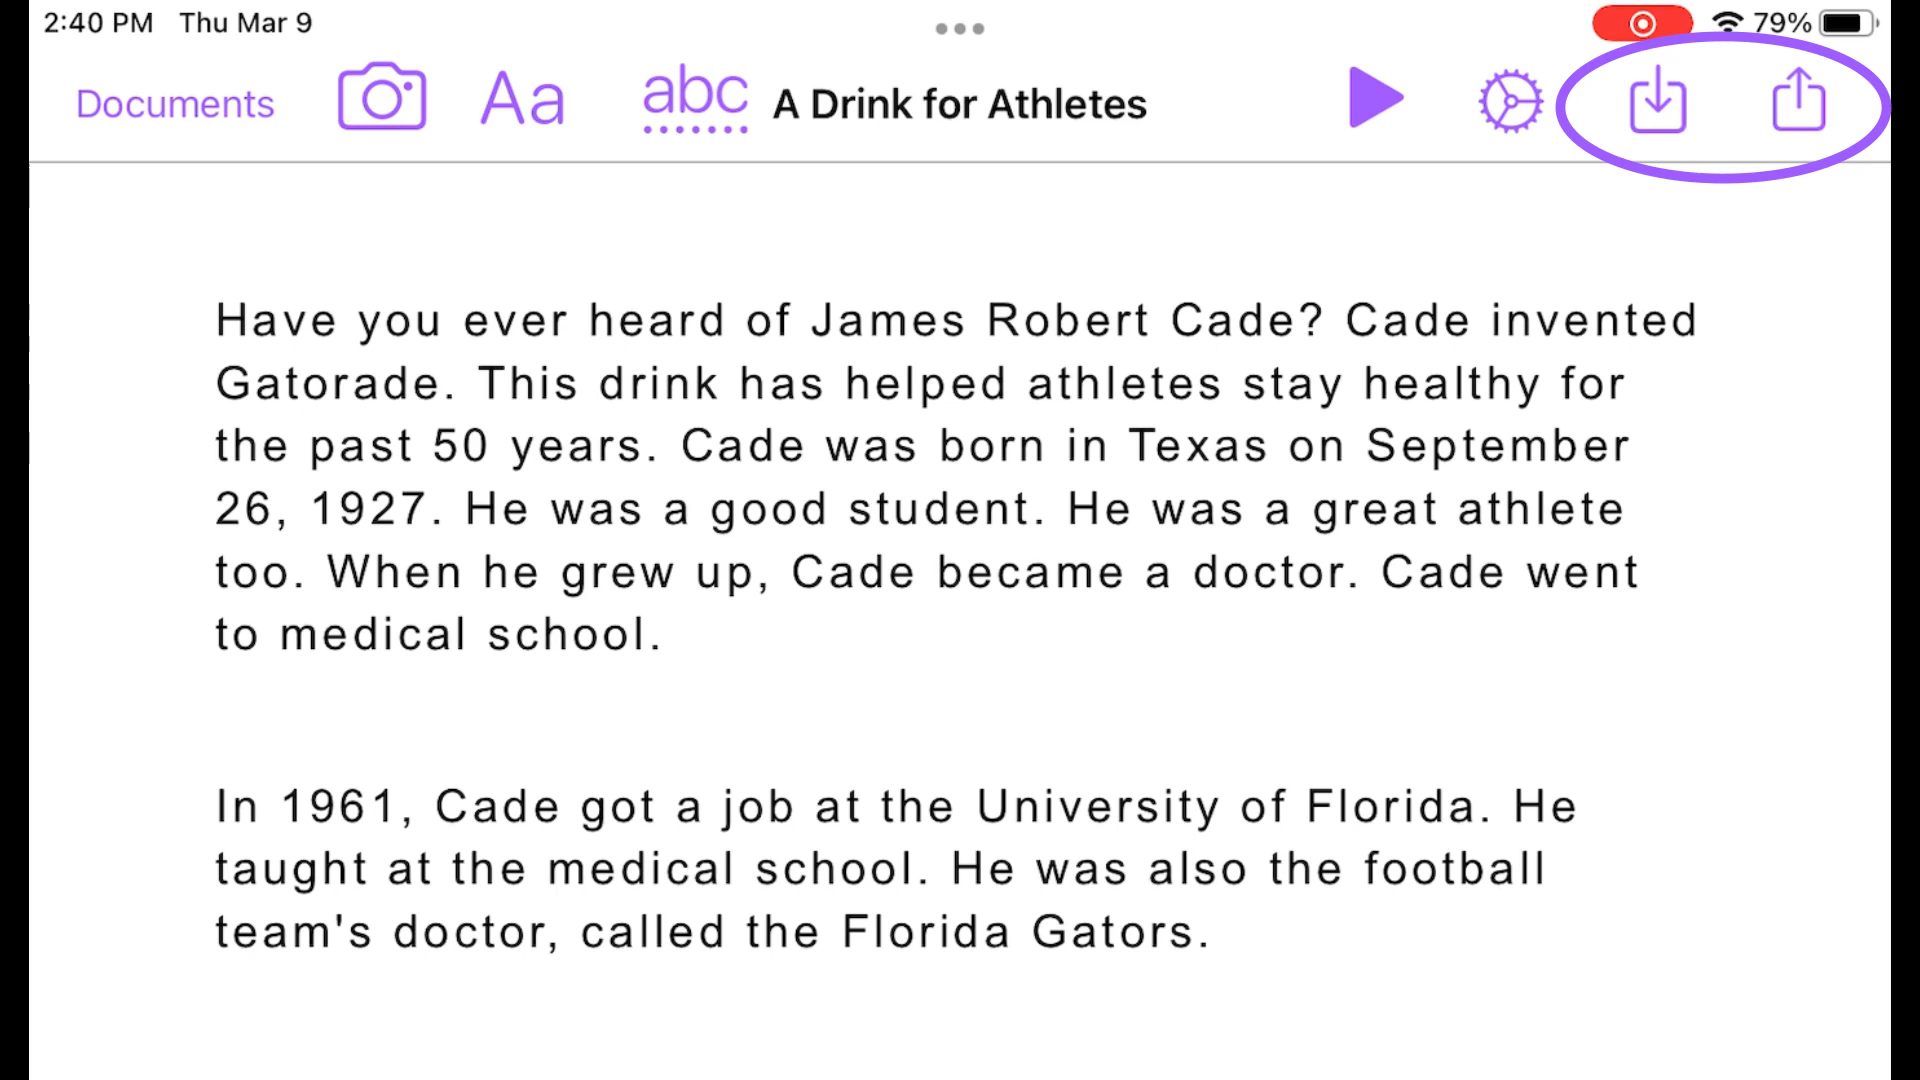 2:40 PM Thu Mar 9
79%
Documents
Aa
abc
A Drink for Athletes
Have you ever heard of James Robert Cade? Cade invented
Gatorade. This drink has helped athletes stay healthy for
the past 50 years. Cade was born in Texas on September
26, 1927. He was a good student. He was a great athlete
too. When he grew up, Cade became a doctor. Cade went
to medical school.
In 1961, Cade got a job at the University of Florida. He
taught at the medical school. He was also the football
team's doctor, called the Florida Gators.